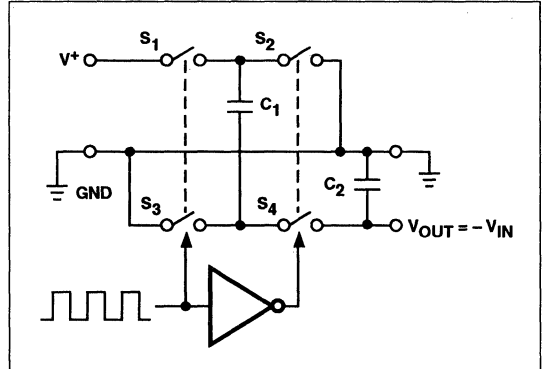 S1
S2
V+
C1
GND
C2
S3
S4
VOUT = – VIN